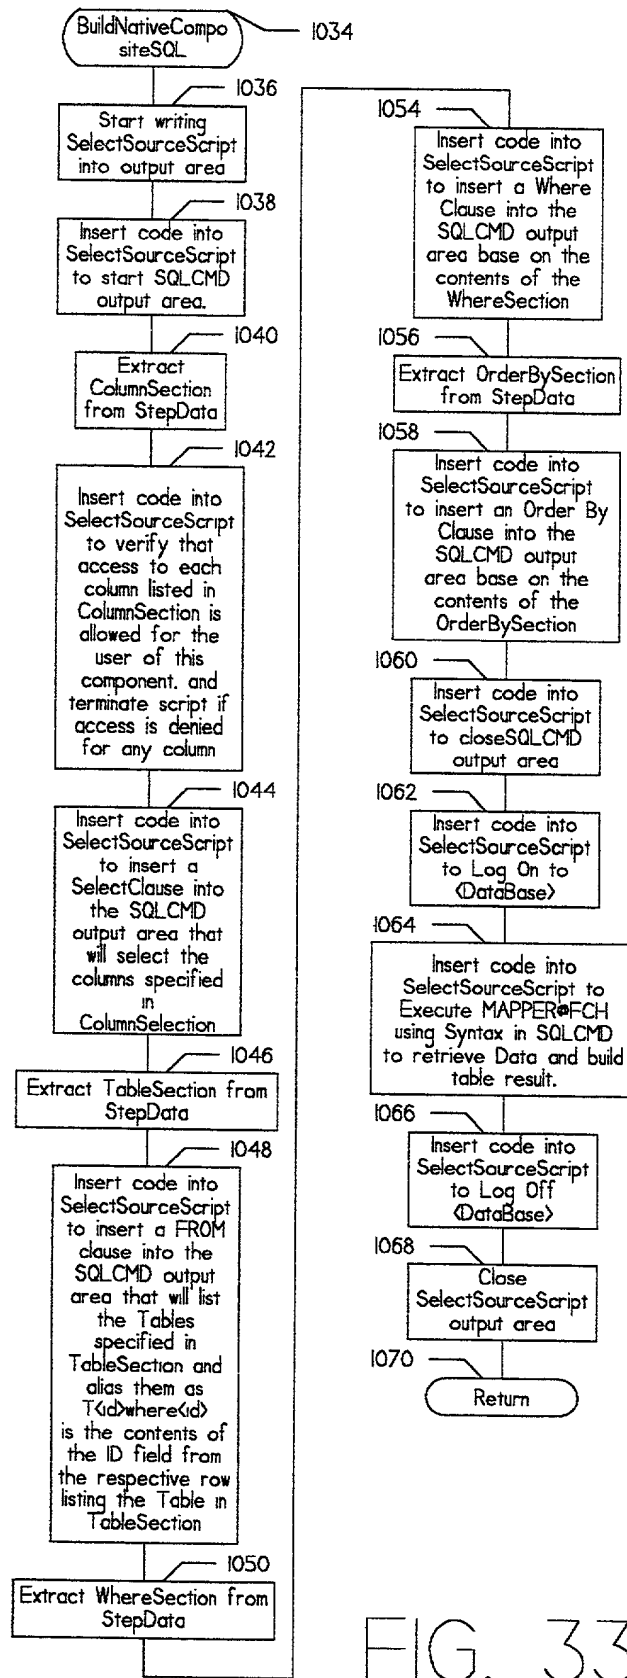 BuildNativeCompo
siteSQL
1034
1036
Start writing
SelectSourceScript
into output area
1038
Insert code into
SelectSourceScript
to start SQLCMD
output area.
1040
Extract
ColumnSection
from StepData
1042
Insert code into
SelectSourceScript
to verify that
access to each
column listed in
ColumnSection is
allowed for the
user of this
component. and
terminate script if
access is denied
for any column
1044
Insert code into
SelectSourceScript
to insert a
SelectClause into
the SQLCMD
output area that
will select the
columns specified
in
ColumnSelection
1046
Extract TableSection from
StepData
1048
Insert code into
SelectSourceScript
to insert a FROM
clause into the
SQLCMD output
area that will list
the Tables
specified in
TableSection and
alias them as
T<id>where<id>
is the contents of
the ID field from
the respective row
listing the Table in
TableSection
1050
Extract WhereSection from
StepData
1054
Insert code into
SelectSourceScript
to insert a Where
Clause into the
SQLCMD output
area base on the
contents of the
WhereSection
1056
Extract OrderBySection
from StepData
1058
Insert code into
SelectSourceScript
to insert an Order By
Clause into the
SQLCMD output
area base on the
contents of the
OrderBySection
1060
Insert code into
SelectSourceScript
to closeSQLCMD
output area
1062
Insert code into
SelectSourceScript
to Log On to
<DataBase>
1064
Insert code into
SelectSourceScript to
Execute MAPPER@FCH
using Syntax in SQLCMD
to retrieve Data and build
table result.
1066
Insert code into
SelectSourceScript
to Log Off
<DataBase>
1068
Close
SelectSourceScript
output area
1070
Return
FIG. 33